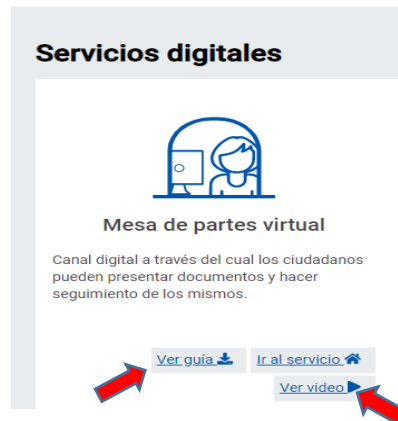 Servicios digitales
Mesa de partes virtual
Canal digital a través del cual los ciudadanos
pueden presentar documentos y hacer
seguimiento de los mismos.
Ver guía Ir al servicio
Ver video